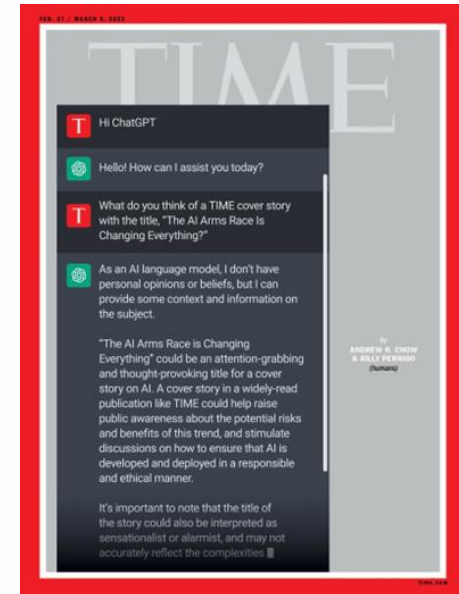 FEB. 27 / MARCH 6, 2023
TIME
T Hi ChatGPT
Hello! How can I assist you today?
T What do you think of a TIME cover story
with the title, "The AI Arms Race Is
Changing Everything?"
As an AI language model, I don't have
personal opinions or beliefs, but I can
provide some context and information on
the subject.
"The AI Arms Race is Changing
Everything" could be an attention-grabbing
and thought-provoking title for a cover
story on AI. A cover story in a widely-read
publication like TIME could help raise
public awareness about the potential risks
and benefits of this trend, and stimulate
discussions on how to ensure that AI is
developed and deployed in a responsible
and ethical manner.
It's important to note that the title of
the story could also be interpreted as
sensationalist or alarmist, and may not
accurately reflect the complexities
by
ANDREW R. CHOW
& BILLY PERRIGO
(humans)
time.com